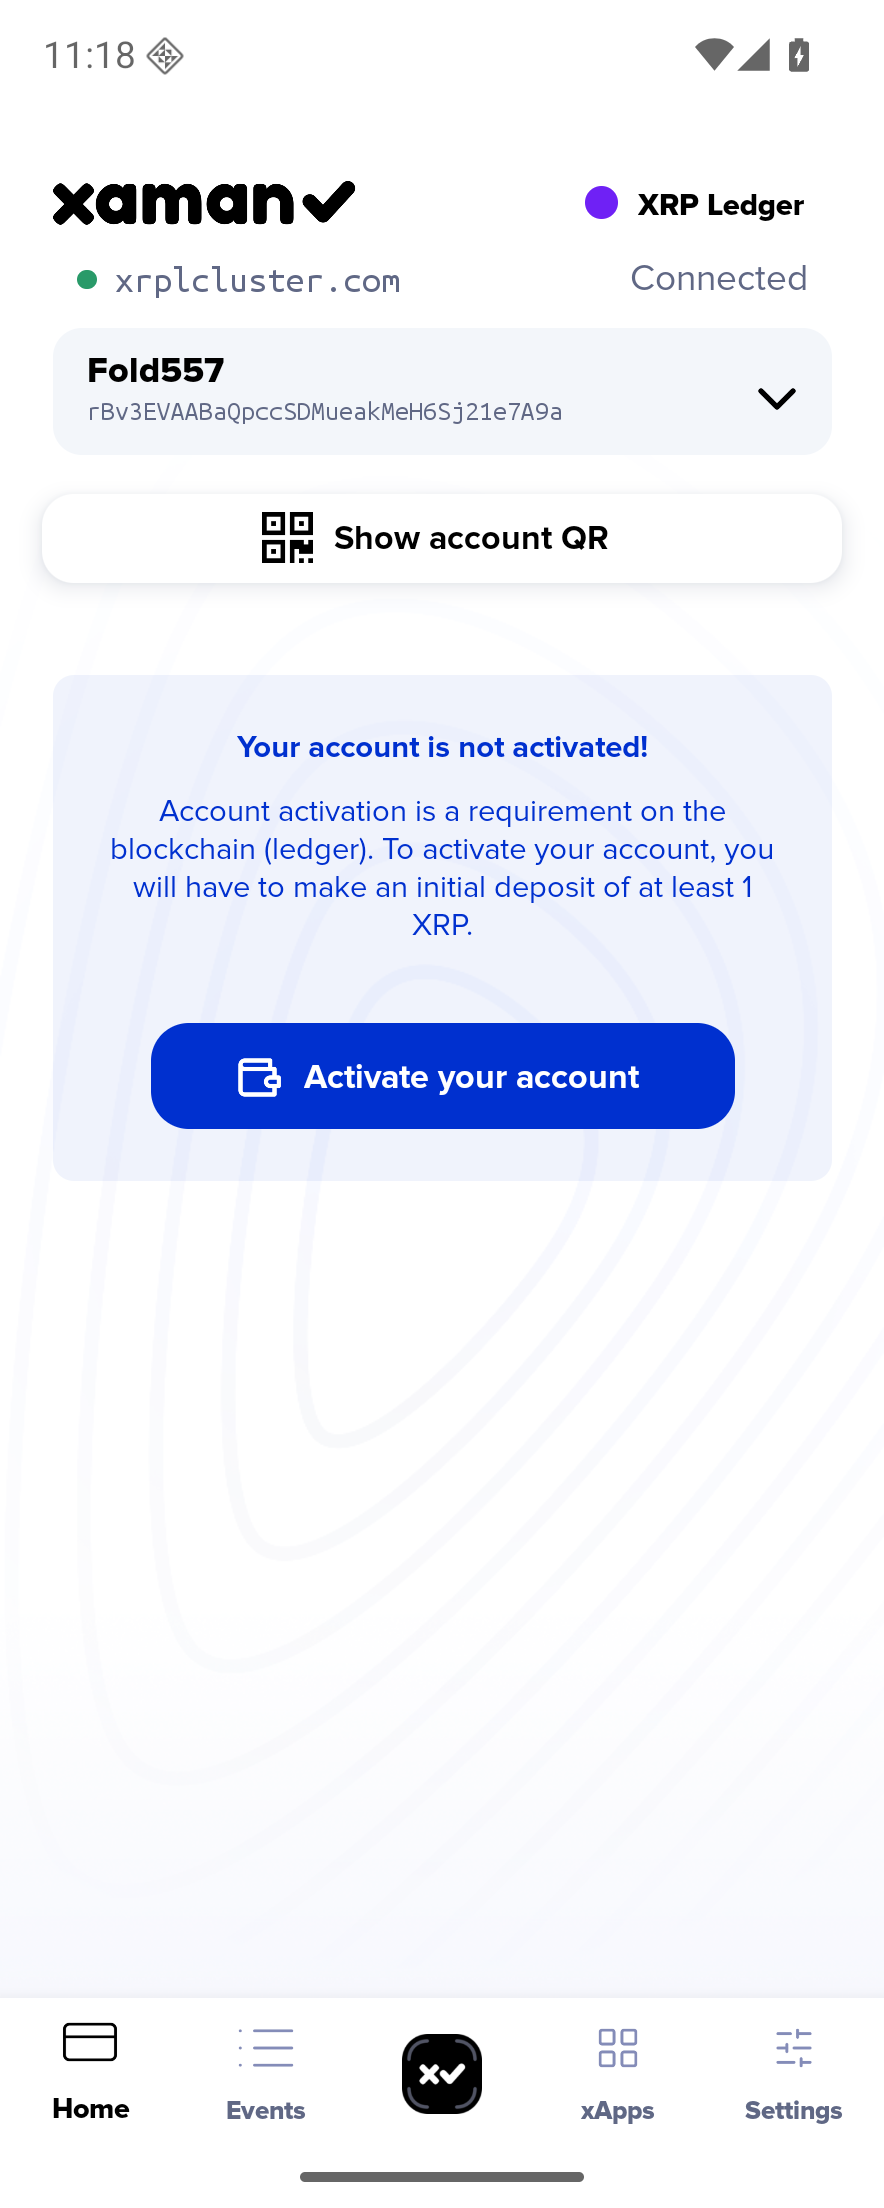 11:18
xaman
XRP Ledger
xrplcluster.com
Connected
Fold557
rBv3EVAABaQpccSDMueakMeH6Sj21e7A9a
Show account QR
Your account is not activated!
Account activation is a requirement on the
blockchain (ledger). To activate your account, you
will have to make an initial deposit of at least 1
XRP.
Activate your account
Home
Events
xApps
Settings